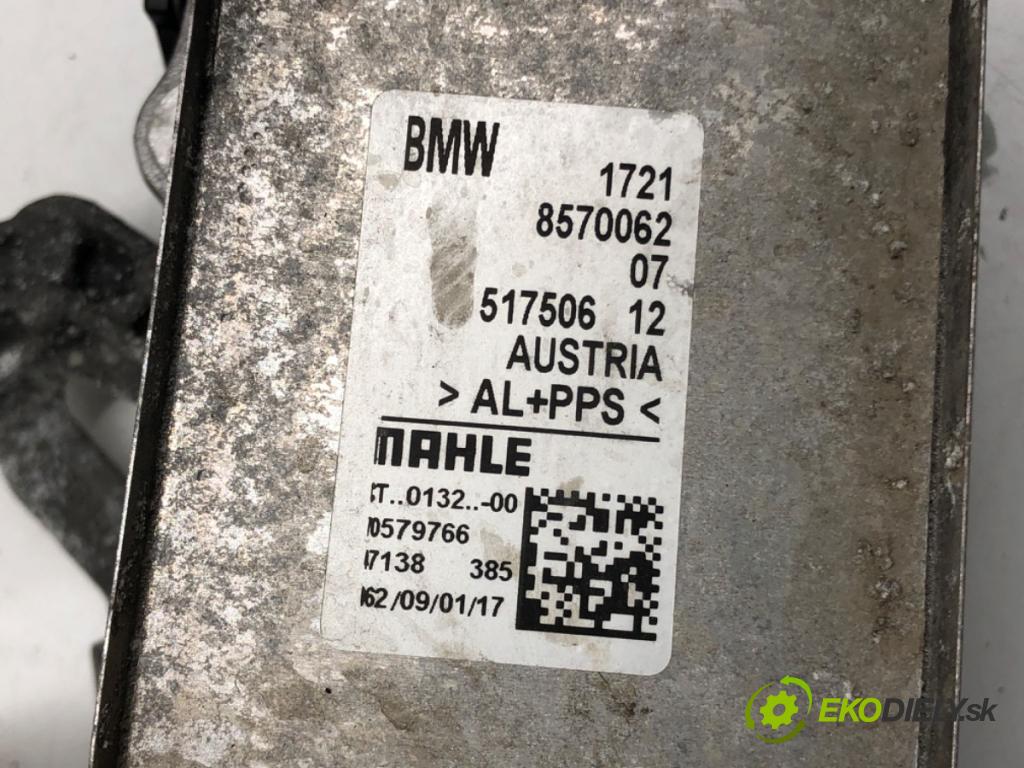 BMW
1721
8570062
07
517506 12
AUSTRIA
> AL+PPS <
MAHLE
T..0132..-00
0579766
7138 385
62/09/01/17
EKODIELY.sk